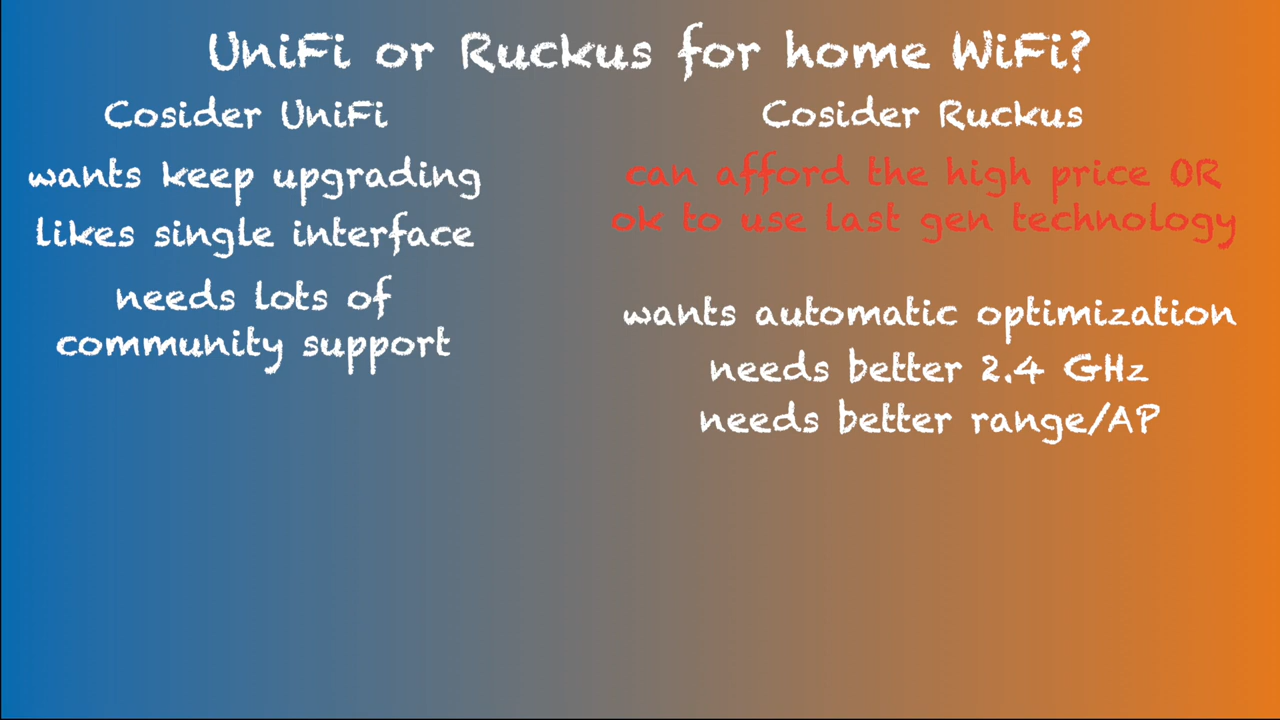 UniFi or Ruckus for home WiFi?
Cosider UniFi
wants keep upgrading
likes single interface
needs lots of
community support
Cosider Ruckus
can afford the high price OR
ok to use last gen technology
wants automatic optimization
needs better 2.4 GHz
needs better range/AP